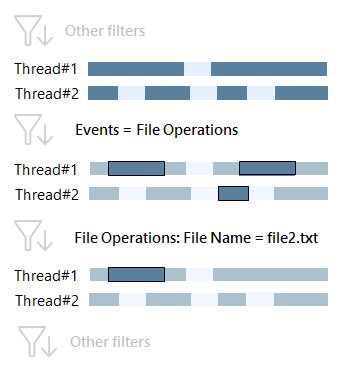 Other filters
Thread#1
Thread#2
Events = File Operations
Thread#1
Thread#2
File Operations: File Name = file2.txt
Thread#1
Thread#2
Other filters